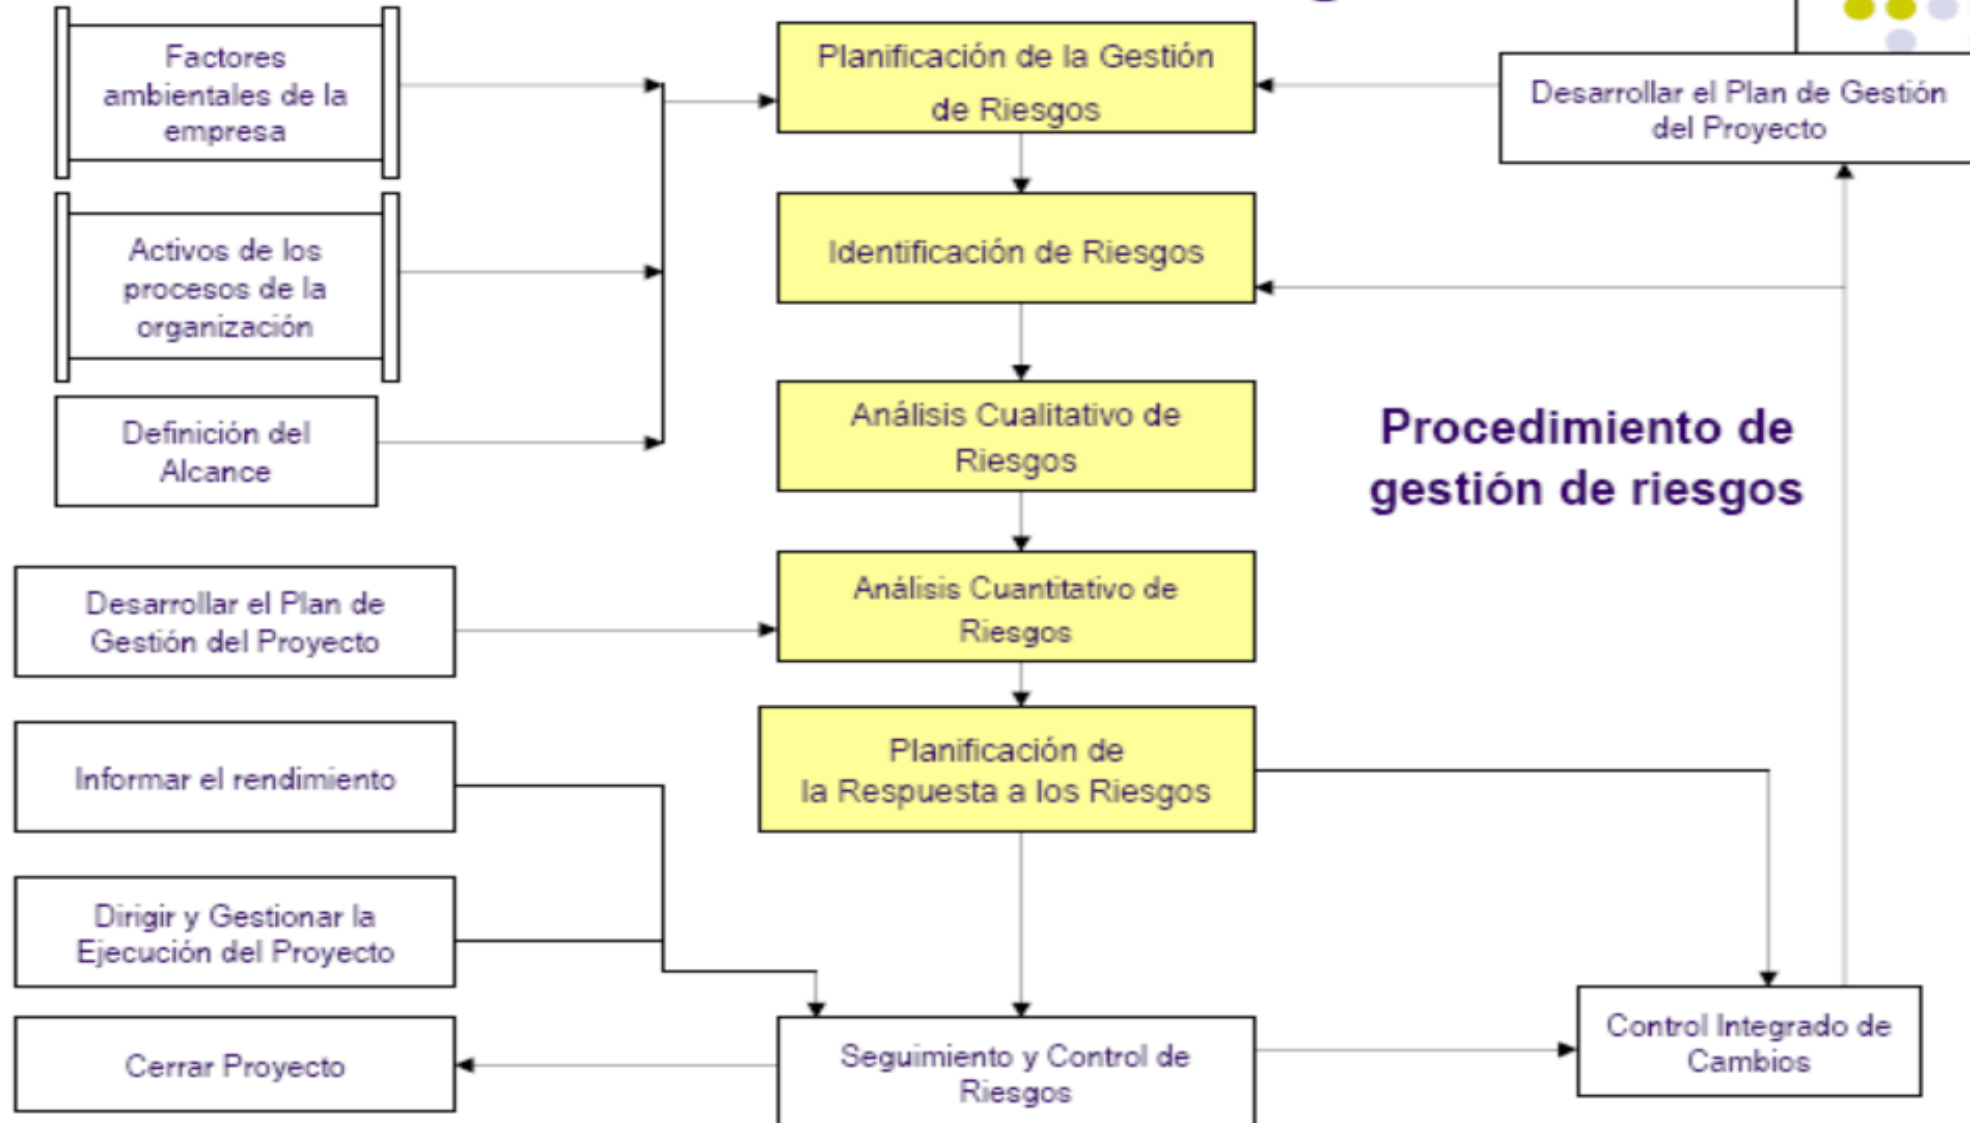 Factores
ambientales de la
empresa
Planificación de la Gestión
de Riesgos
Desarrollar el Plan de Gestión
del Proyecto
Activos de los
procesos de la
organización
Identificación de Riesgos
Definición del
Alcance
Análisis Cualitativo de
Riesgos
Procedimiento de
gestión de riesgos
Desarrollar el Plan de
Gestión del Proyecto
Análisis Cuantitativo de
Riesgos
Informar el rendimiento
Planificación de
la Respuesta a los Riesgos
Dirigir y Gestionar la
Ejecución del Proyecto
Cerrar Proyecto
Seguimiento y Control de
Riesgos
Control Integrado de
Cambios